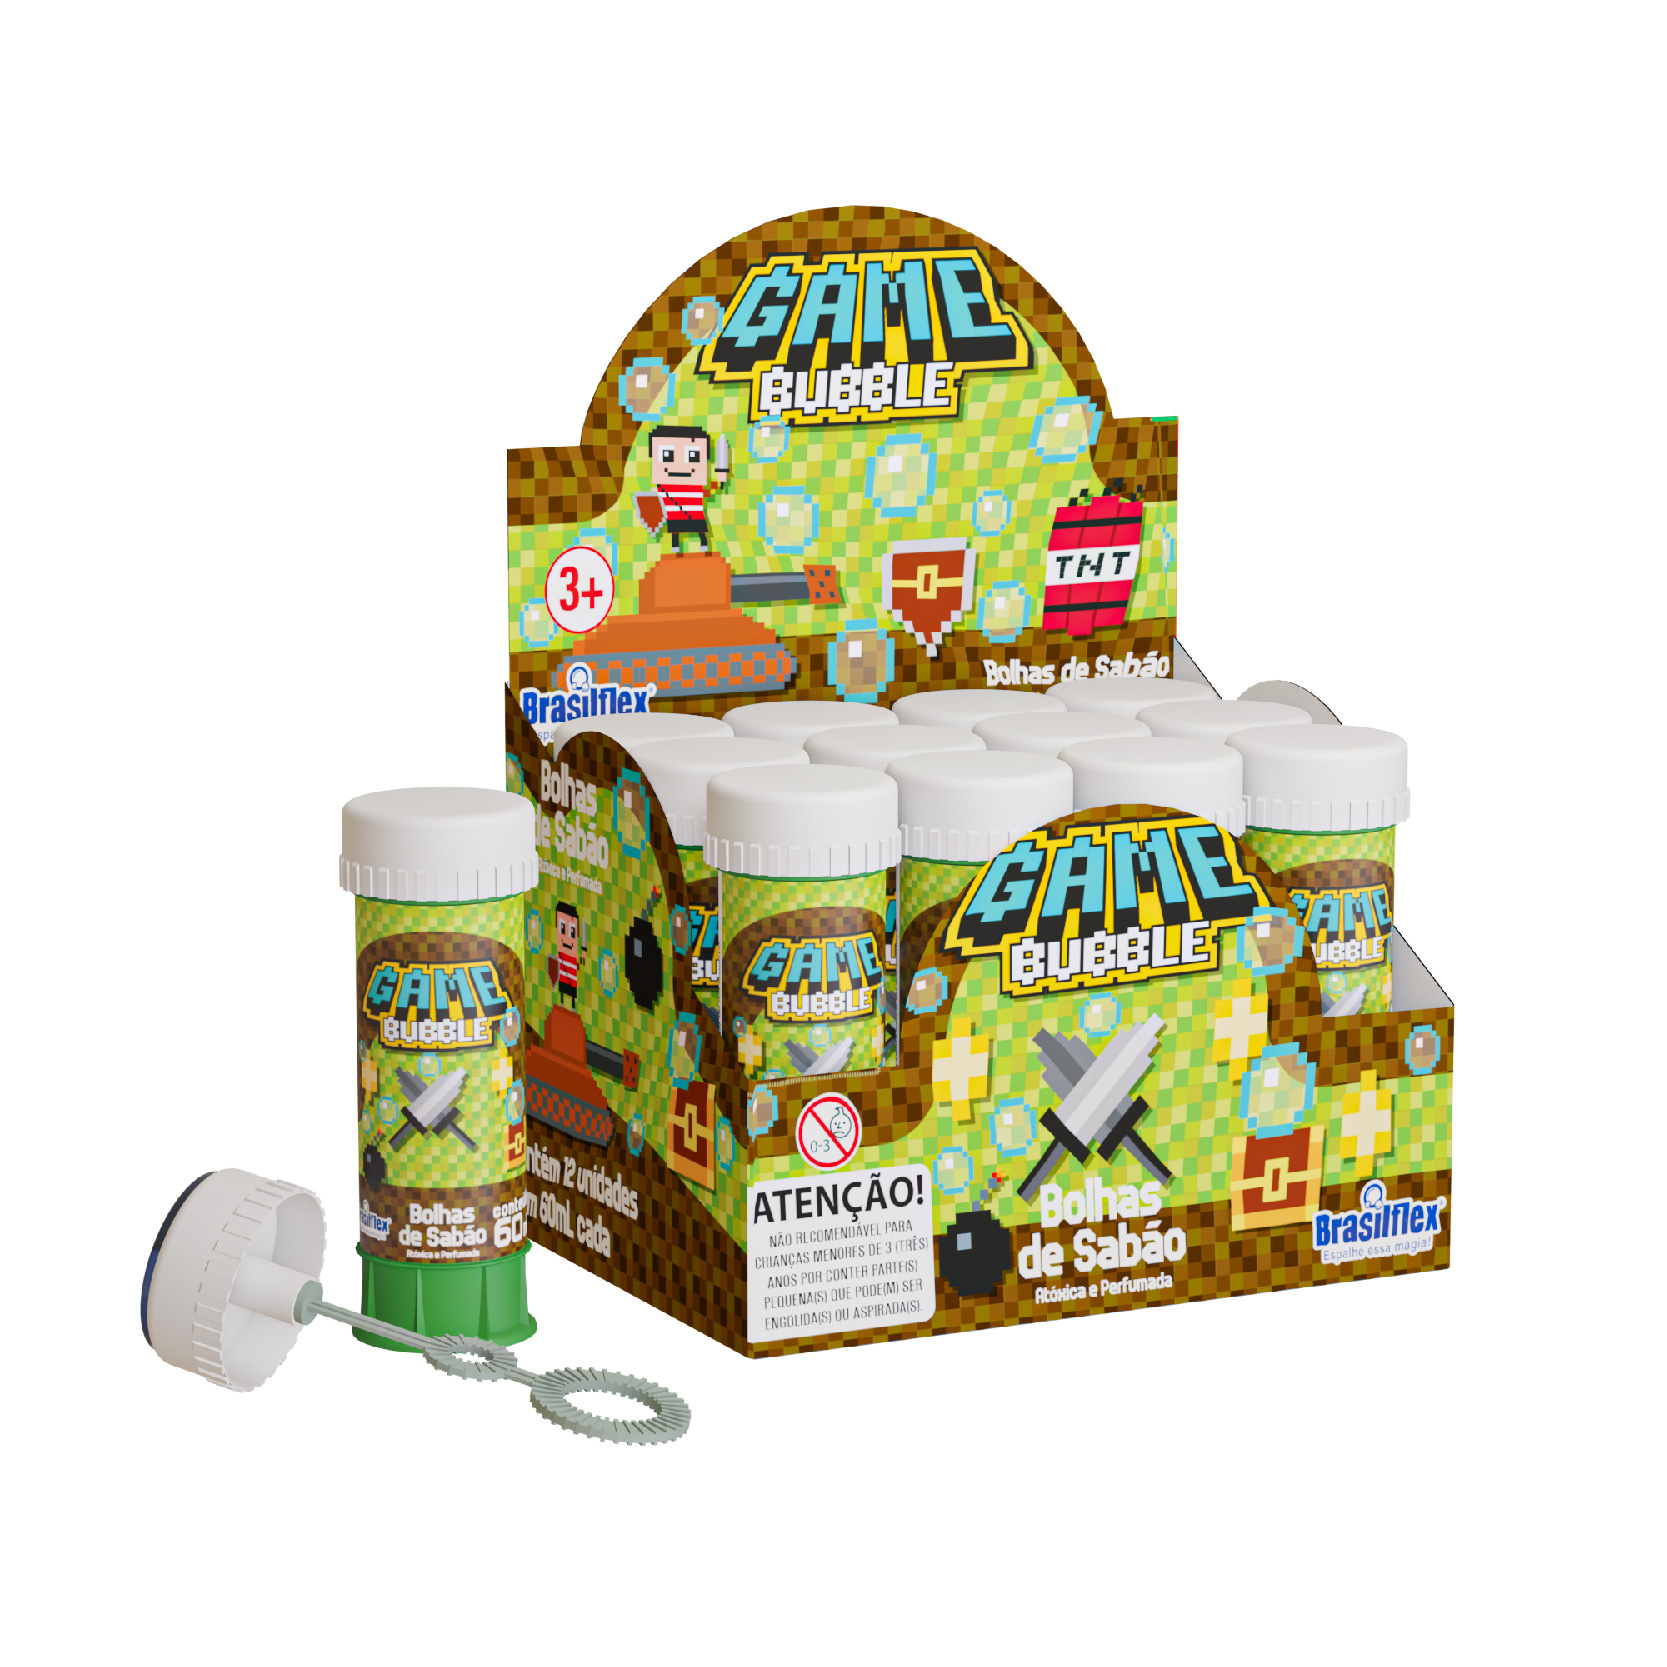 GAME
BUBBLE
3+
TNT
Bolhas de Sabão
Brasilflex
Bolhas
de Sabão
Atóxica e Perfumada
Contém 12 unidades
60mL cada
GAME
BUBBLE
GAME
BUBBLE
GAME
BUBBLE
GAME
BUBBLE
0-3
ATENÇÃO!
NÃO RECOMENDÁVEL PARA
CRIANÇAS MENORES DE 3 (TRÊS)
ANOS POR CONTER PARTE(S)
PEQUENA(S) QUE PODE(M) SER
ENGOLIDA(S) OU ASPIRADA(S).
Bolhas
de Sabão
Atóxica e Perfumada
Brasilflex
Espalhe essa magia!
Bolhas
de Sabão
Atóxica e Perfumada